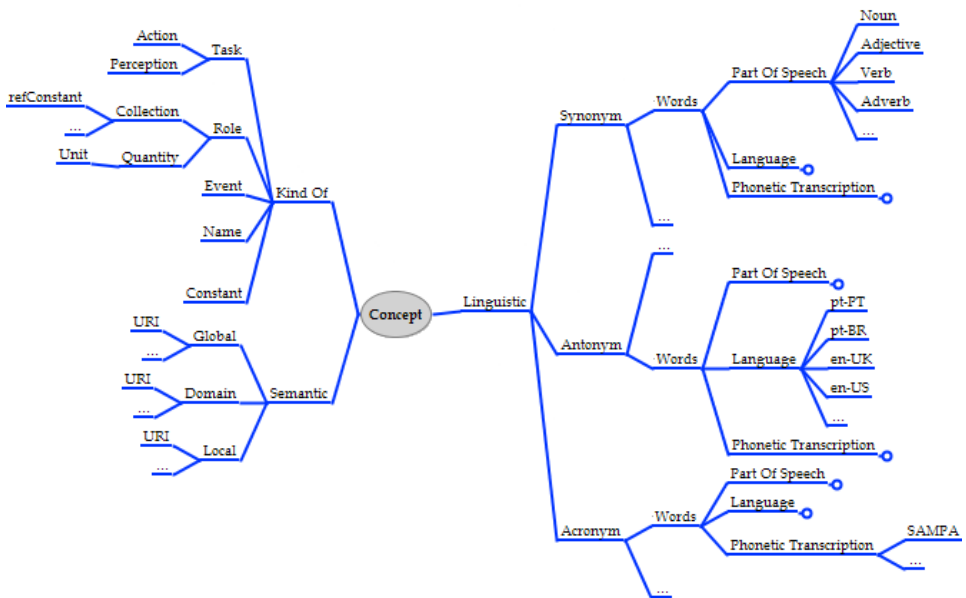 Concept
Kind Of
Task
Action
Perception
Role
Collection
refConstant
...
Quantity
Unit
Event
Name
Constant
Semantic
Global
URI
...
Domain
URI
...
Local
URI
...
Linguistic
Synonym
Words
Part Of Speech
Noun
Adjective
Verb
Adverb
...
Language
Phonetic Transcription
...
Antonym
...
Words
Part Of Speech
Language
pt-PT
pt-BR
en-UK
en-US
...
Phonetic Transcription
Acronym
Words
Part Of Speech
Language
Phonetic Transcription
SAMPA
...
...